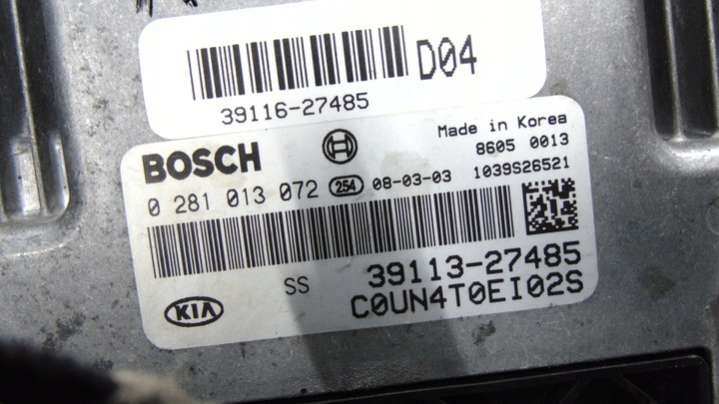 D04
39116-27485
BOSCH
Made in Korea
8605 0013
0 281 013 072 254 08-03-03 1039S26521
SS 39113-27485
KIA C0UN4T0EI02S